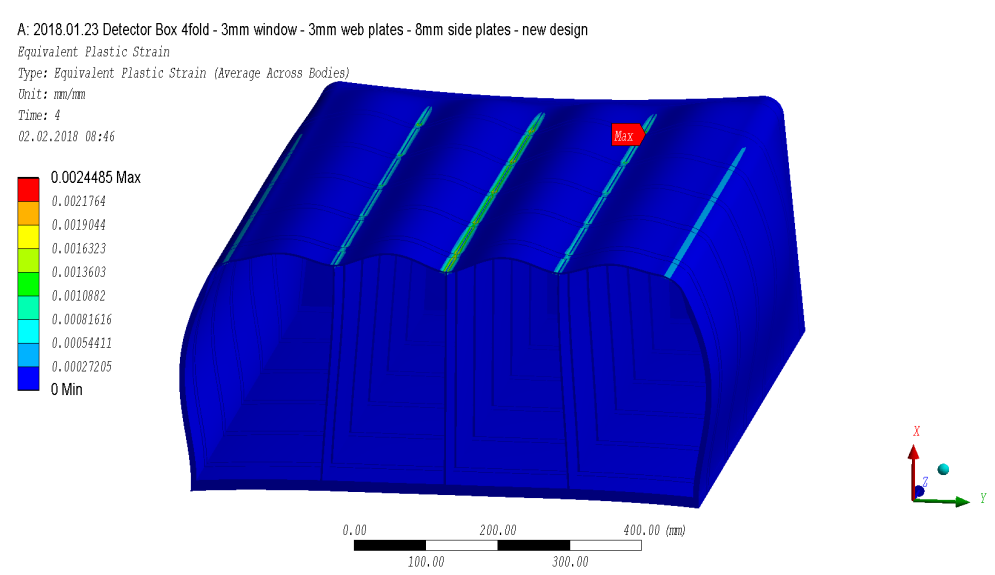 A: 2018.01.23 Detector Box 4fold - 3mm window - 3mm web plates - 8mm side plates - new design
Equivalent Plastic Strain
Type: Equivalent Plastic Strain (Average Across Bodies)
Unit: mm/mm
Time: 4
02.02.2018 08:46
0.0024485 Max
0.0021764
0.0019044
0.0016323
0.0013603
0.0010882
0.00081616
0.00054411
0.00027205
0 Min
Max
X
Z
Y
0.00 200.00 400.00 (mm)
100.00 300.00